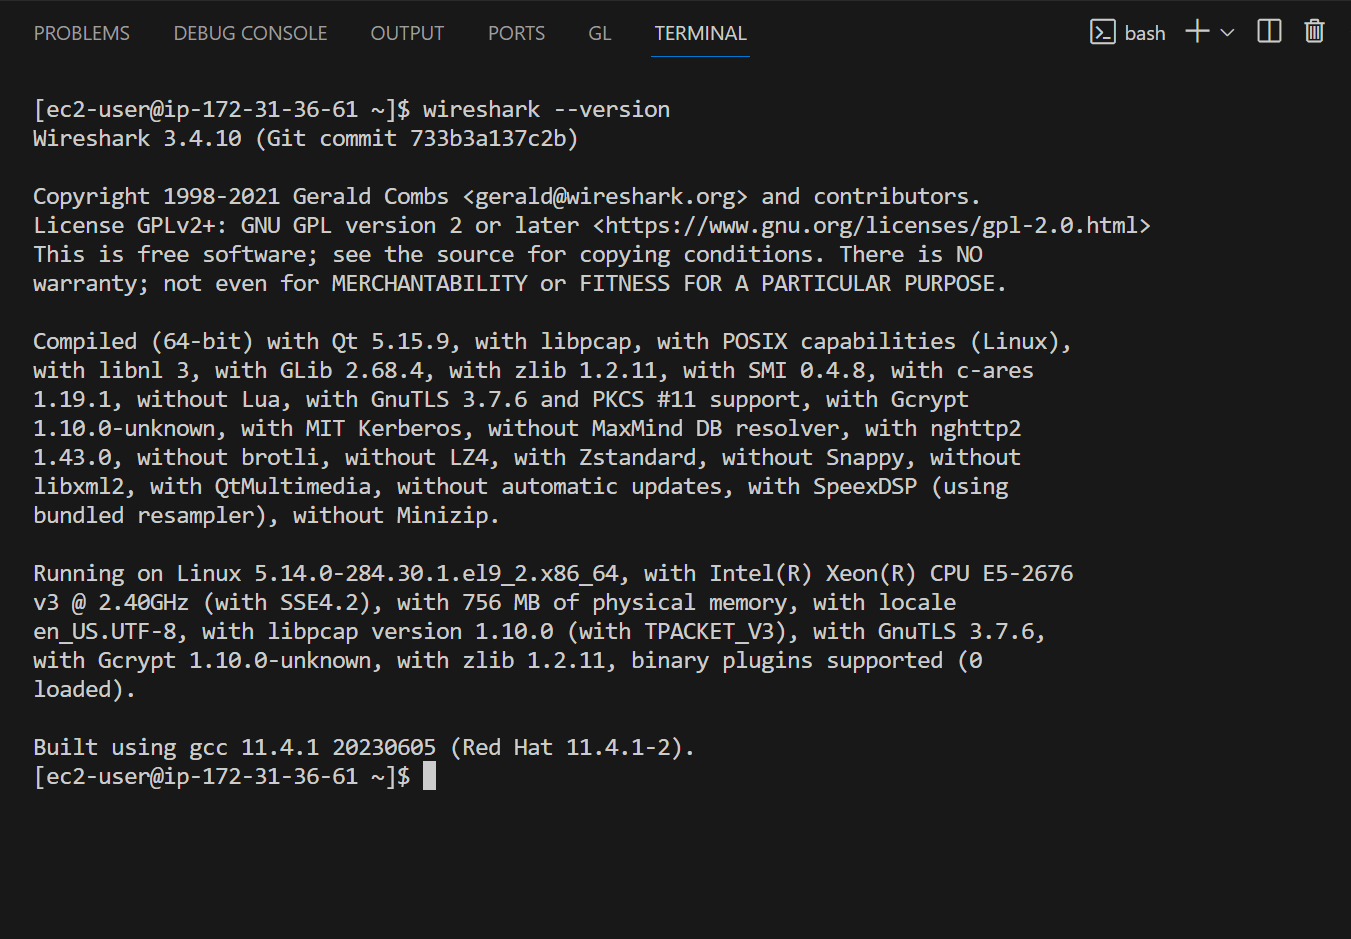 PROBLEMS DEBUG CONSOLE OUTPUT PORTS GL TERMINAL bash
[ec2-user@ip-172-31-36-61 ~]$ wireshark --version
Wireshark 3.4.10 (Git commit 733b3a137c2b)
Copyright 1998-2021 Gerald Combs <gerald@wireshark.org> and contributors.
License GPLv2+: GNU GPL version 2 or later <https://www.gnu.org/licenses/gpl-2.0.html>
This is free software; see the source for copying conditions. There is NO
warranty; not even for MERCHANTABILITY or FITNESS FOR A PARTICULAR PURPOSE.
Compiled (64-bit) with Qt 5.15.9, with libpcap, with POSIX capabilities (Linux),
with libnl 3, with GLib 2.68.4, with zlib 1.2.11, with SMI 0.4.8, with c-ares
1.19.1, without Lua, with GnuTLS 3.7.6 and PKCS #11 support, with Gcrypt
1.10.0-unknown, with MIT Kerberos, without MaxMind DB resolver, with nghttp2
1.43.0, without brotli, without LZ4, with Zstandard, without Snappy, without
libxml2, with QtMultimedia, without automatic updates, with SpeexDSP (using
bundled resampler), without Minizip.
Running on Linux 5.14.0-284.30.1.el9_2.x86_64, with Intel(R) Xeon(R) CPU E5-2676
v3 @ 2.40GHz (with SSE4.2), with 756 MB of physical memory, with locale
en_US.UTF-8, with libpcap version 1.10.0 (with TPACKET_V3), with GnuTLS 3.7.6,
with Gcrypt 1.10.0-unknown, with zlib 1.2.11, binary plugins supported (0
loaded).
Built using gcc 11.4.1 20230605 (Red Hat 11.4.1-2).
[ec2-user@ip-172-31-36-61 ~]$